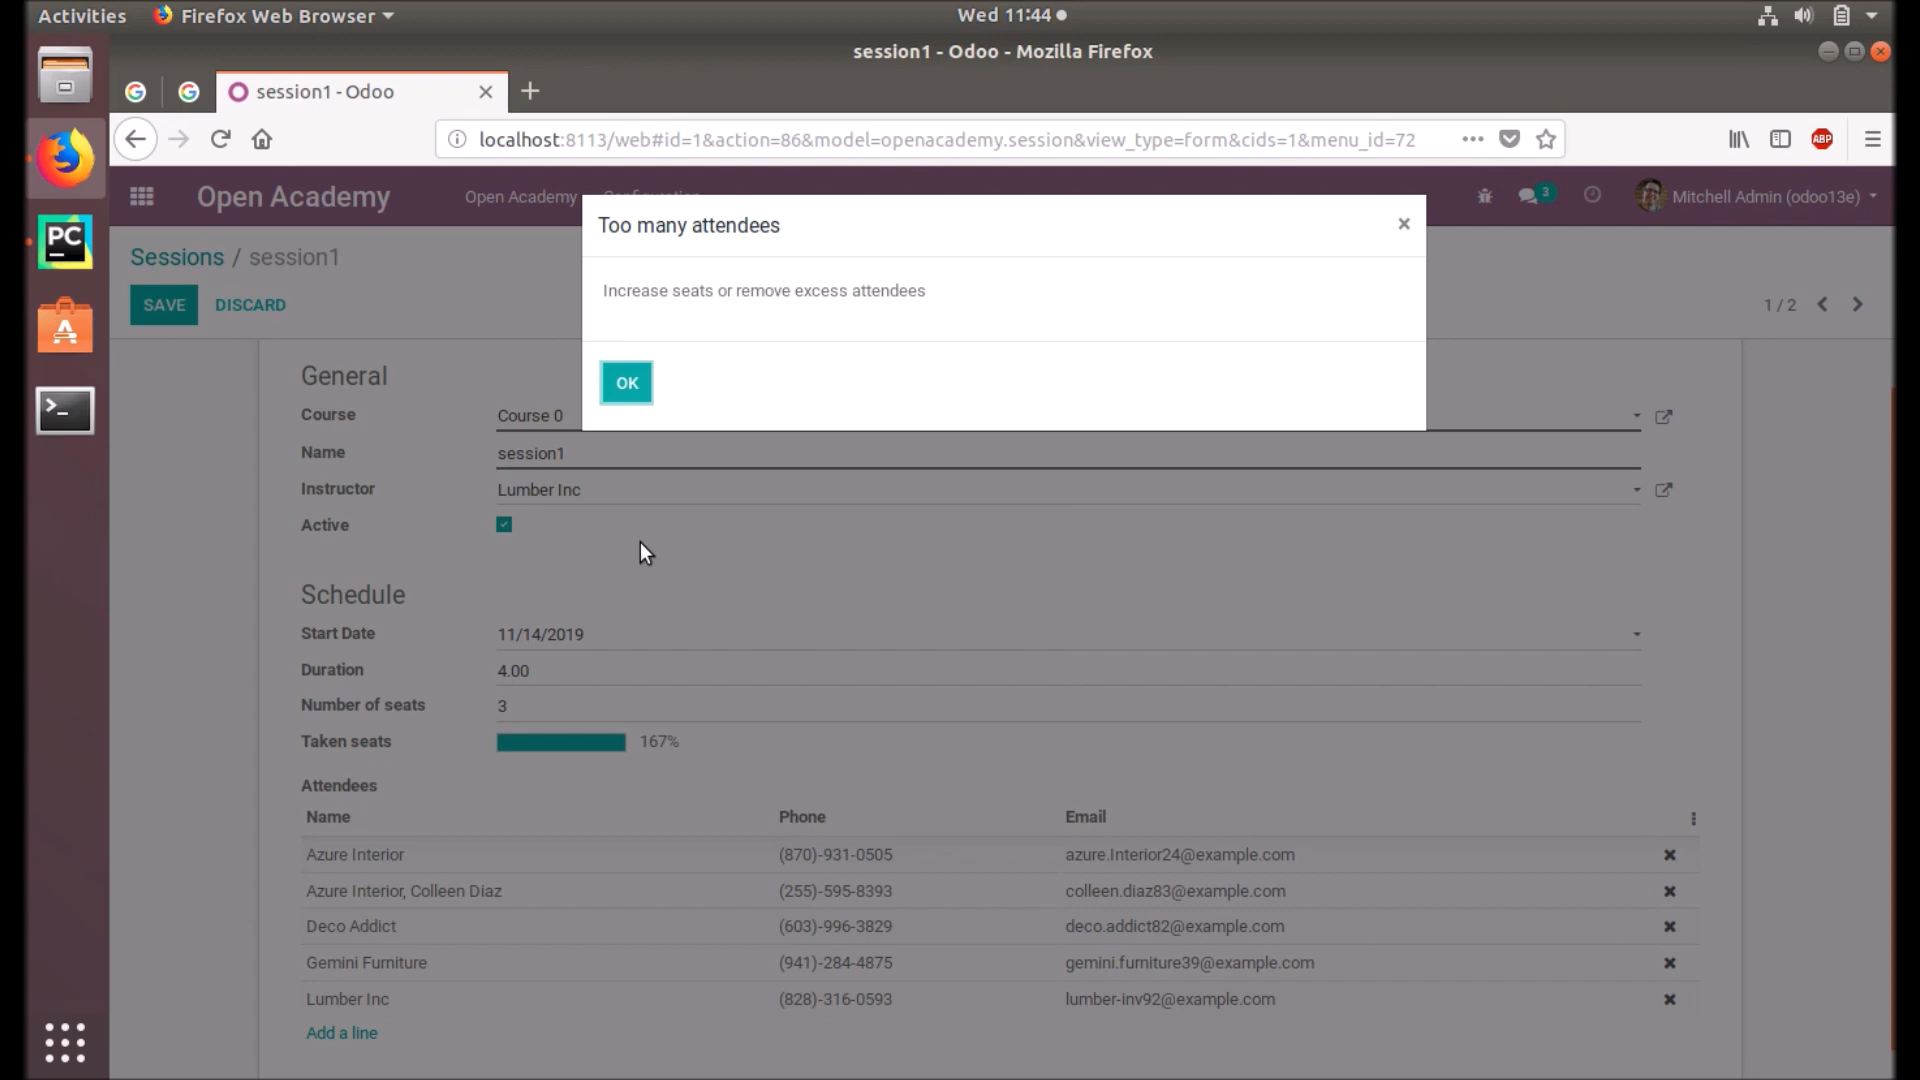 Activities Firefox Web Browser Wed 11:44
session1 - Odoo - Mozilla Firefox
session1 - Odoo
localhost:8113/web#id=1&action=86&model=openacademy.session&view_type=form&cids=1&menu_id=72
ABP
Open Academy Open Academy 3 Mitchell Admin (odoo13e)
Too many attendees
Sessions / session1
Increase seats or remove excess attendees
SAVE DISCARD 1 / 2
PC
OK
General
Course Course 0
Name session1
Instructor Lumber Inc
Active
Schedule
Start Date 11/14/2019
Duration 4.00
Number of seats 3
Taken seats 167%
Attendees
Name Phone Email
Azure Interior (870)-931-0505 azure.Interior24@example.com
Azure Interior, Colleen Diaz (255)-595-8393 colleen.diaz83@example.com
Deco Addict (603)-996-3829 deco.addict82@example.com
Gemini Furniture (941)-284-4875 gemini.furniture39@example.com
Lumber Inc (828)-316-0593 lumber-inv92@example.com
Add a line